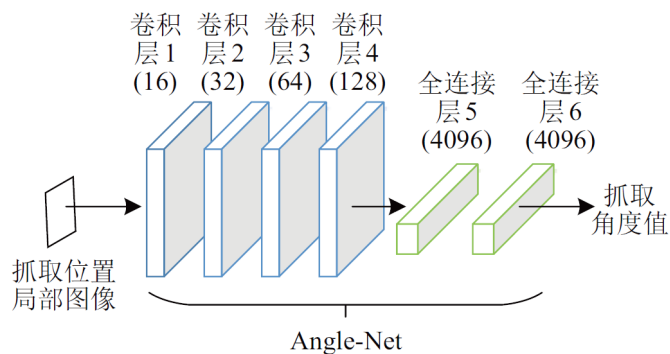 卷积
层1
(16)
卷积
层2
(32)
卷积
层3
(64)
卷积
层4
(128)
全连接
层5
(4096)
全连接
层6
(4096)
抓取位置
局部图像
抓取
角度值
Angle-Net